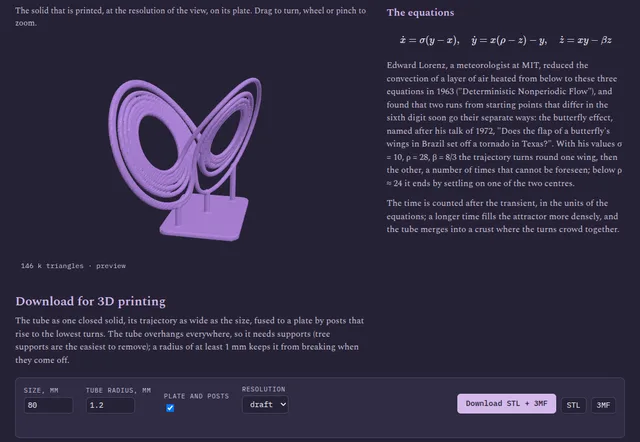 The solid that is printed, at the resolution of the view, on its plate. Drag to turn, wheel or pinch to
zoom.
146 k triangles · preview
The equations
ẋ = σ(y − x), ẏ = x(ρ − z) − y, ż = xy − βz
Edward Lorenz, a meteorologist at MIT, reduced the
convection of a layer of air heated from below to these three
equations in 1963 ("Deterministic Nonperiodic Flow"), and
found that two runs from starting points that differ in the
sixth digit soon go their separate ways: the butterfly effect,
named after his talk of 1972, "Does the flap of a butterfly's
wings in Brazil set off a tornado in Texas?". With his values σ
= 10, ρ = 28, β = 8/3 the trajectory turns round one wing, then
the other, a number of times that cannot be foreseen; below ρ
≈ 24 it ends by settling on one of the two centres.
The time is counted after the transient, in the units of the
equations; a longer time fills the attractor more densely, and
the tube merges into a crust where the turns crowd together.
Download for 3D printing
The tube as one closed solid, its trajectory as wide as the size, fused to a plate by posts that
rise to the lowest turns. The tube overhangs everywhere, so it needs supports (tree
supports are the easiest to remove); a radius of at least 1 mm keeps it from breaking when
they come off.
SIZE, MM
80
TUBE RADIUS, MM
1.2
PLATE AND POSTS
RESOLUTION
draft
Download STL + 3MF
STL
3MF